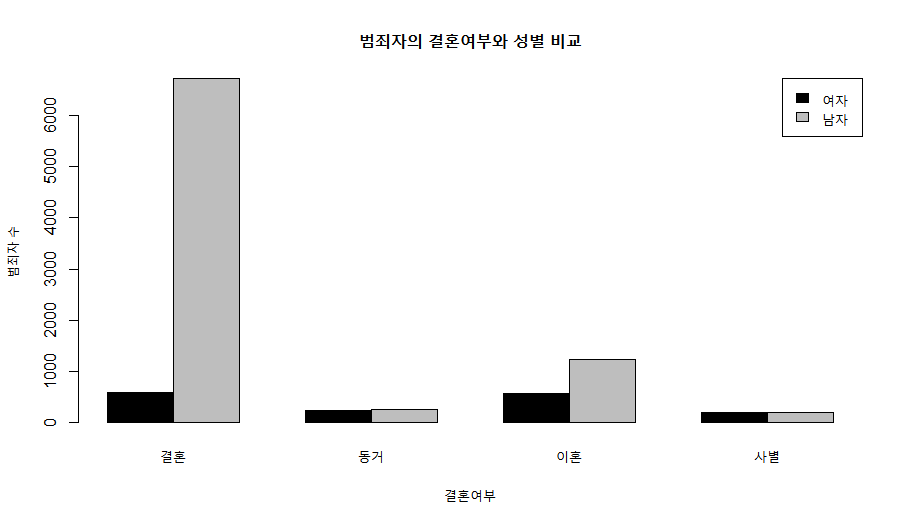 범죄자의 결혼여부와 성별 비교
여자
남자
범죄자 수
6000
5000
4000
3000
2000
1000
0
결혼
동거
이혼
사별
결혼여부